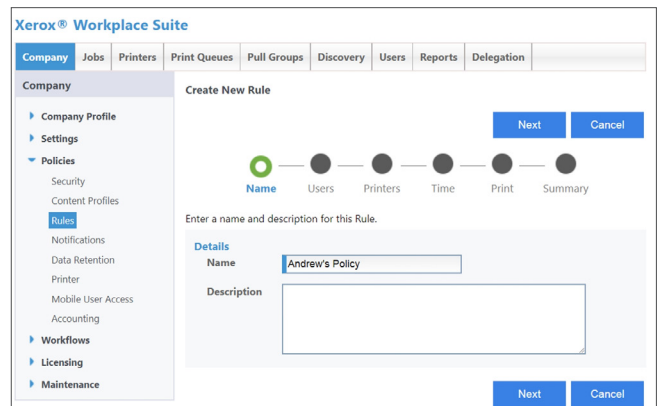 Xerox® Workplace Suite
Company Jobs Printers Print Queues Pull Groups Discovery Users Reports Delegation
Company
Company Profile
Settings
Policies
Security
Content Profiles
Rules
Notifications
Data Retention
Printer
Mobile User Access
Accounting
Workflows
Licensing
Maintenance
Create New Rule
Next Cancel
Name Users Printers Time Print Summary
Enter a name and description for this Rule.
Details
Name Andrew's Policy
Description
Next Cancel